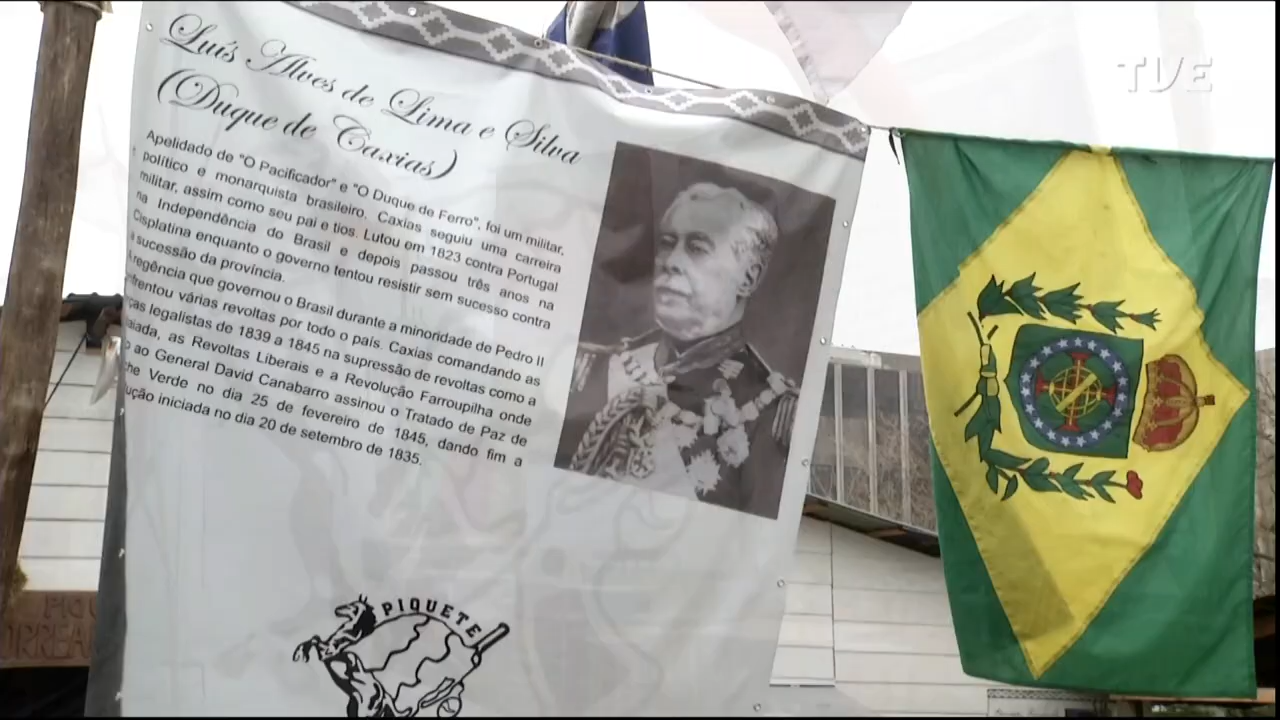 TVE
Luís Alves de Lima e Silva
(Duque de Caxias)
Apelidado de "O Pacificador" e "O Duque de Ferro", foi um militar,
político e monarquista brasileiro. Caxias seguiu uma carreira
militar, assim como seu pai e tios. Lutou em 1823 contra Portugal
na Independência do Brasil e depois passou três anos na
Cisplatina enquanto o governo tentou resistir sem sucesso contra
a sucessão da província.
A regência que governou o Brasil durante a minoridade de Pedro II
enfrentou várias revoltas por todo o país. Caxias comandando as
ças legalistas de 1839 a 1845 na supressão de revoltas como a
aiada, as Revoltas Liberais e a Revolução Farroupilha onde
o ao General David Canabarro assinou o Tratado de Paz de
he Verde no dia 25 de fevereiro de 1845, dando fim a
ução iniciada no dia 20 de setembro de 1835.
PIQUETE